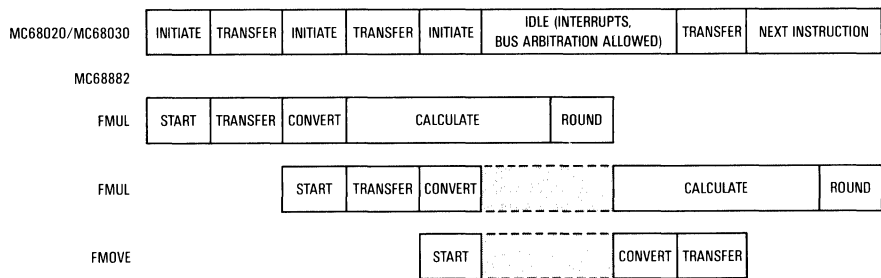 MC68020/MC68030 INITIATE TRANSFER INITIATE TRANSFER INITIATE IDLE (INTERRUPTS, BUS ARBITRATION ALLOWED) TRANSFER NEXT INSTRUCTION
MC68882
FMUL START TRANSFER CONVERT CALCULATE ROUND
FMUL START TRANSFER CONVERT CALCULATE ROUND
FMOVE START CONVERT TRANSFER